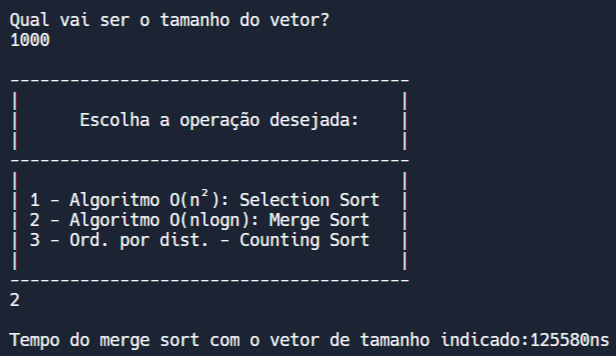 Qual vai ser o tamanho do vetor?
1000
----------------------------------------
|                                      |
|      Escolha a operação desejada:    |
|                                      |
----------------------------------------
|                                      |
| 1 - Algoritmo O(n²): Selection Sort  |
| 2 - Algoritmo O(nlogn): Merge Sort   |
| 3 - Ord. por dist. - Counting Sort   |
|                                      |
----------------------------------------
2
Tempo do merge sort com o vetor de tamanho indicado:125580ns